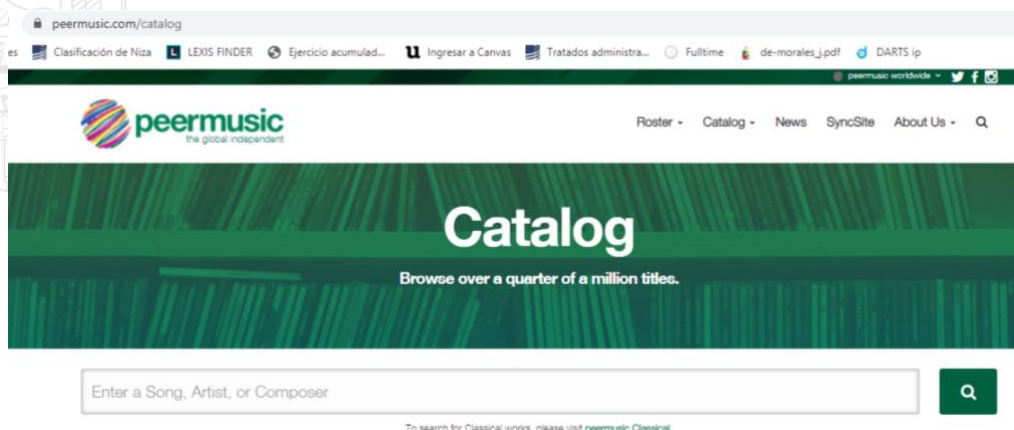 peermusic.com/catalog
es Clasificación de Niza LEXIS FINDER Ejercicio acumulad... Ingresar a Canvas Tratados administra... Fulltime de-morales_j.pdf DARTS ip
peermusic worldwide
peermusic
the global independent
Roster Catalog News SyncSite About Us
Catalog
Browse over a quarter of a million titles.
Enter a Song, Artist, or Composer
To search for Classical works, please visit peermusic Classical